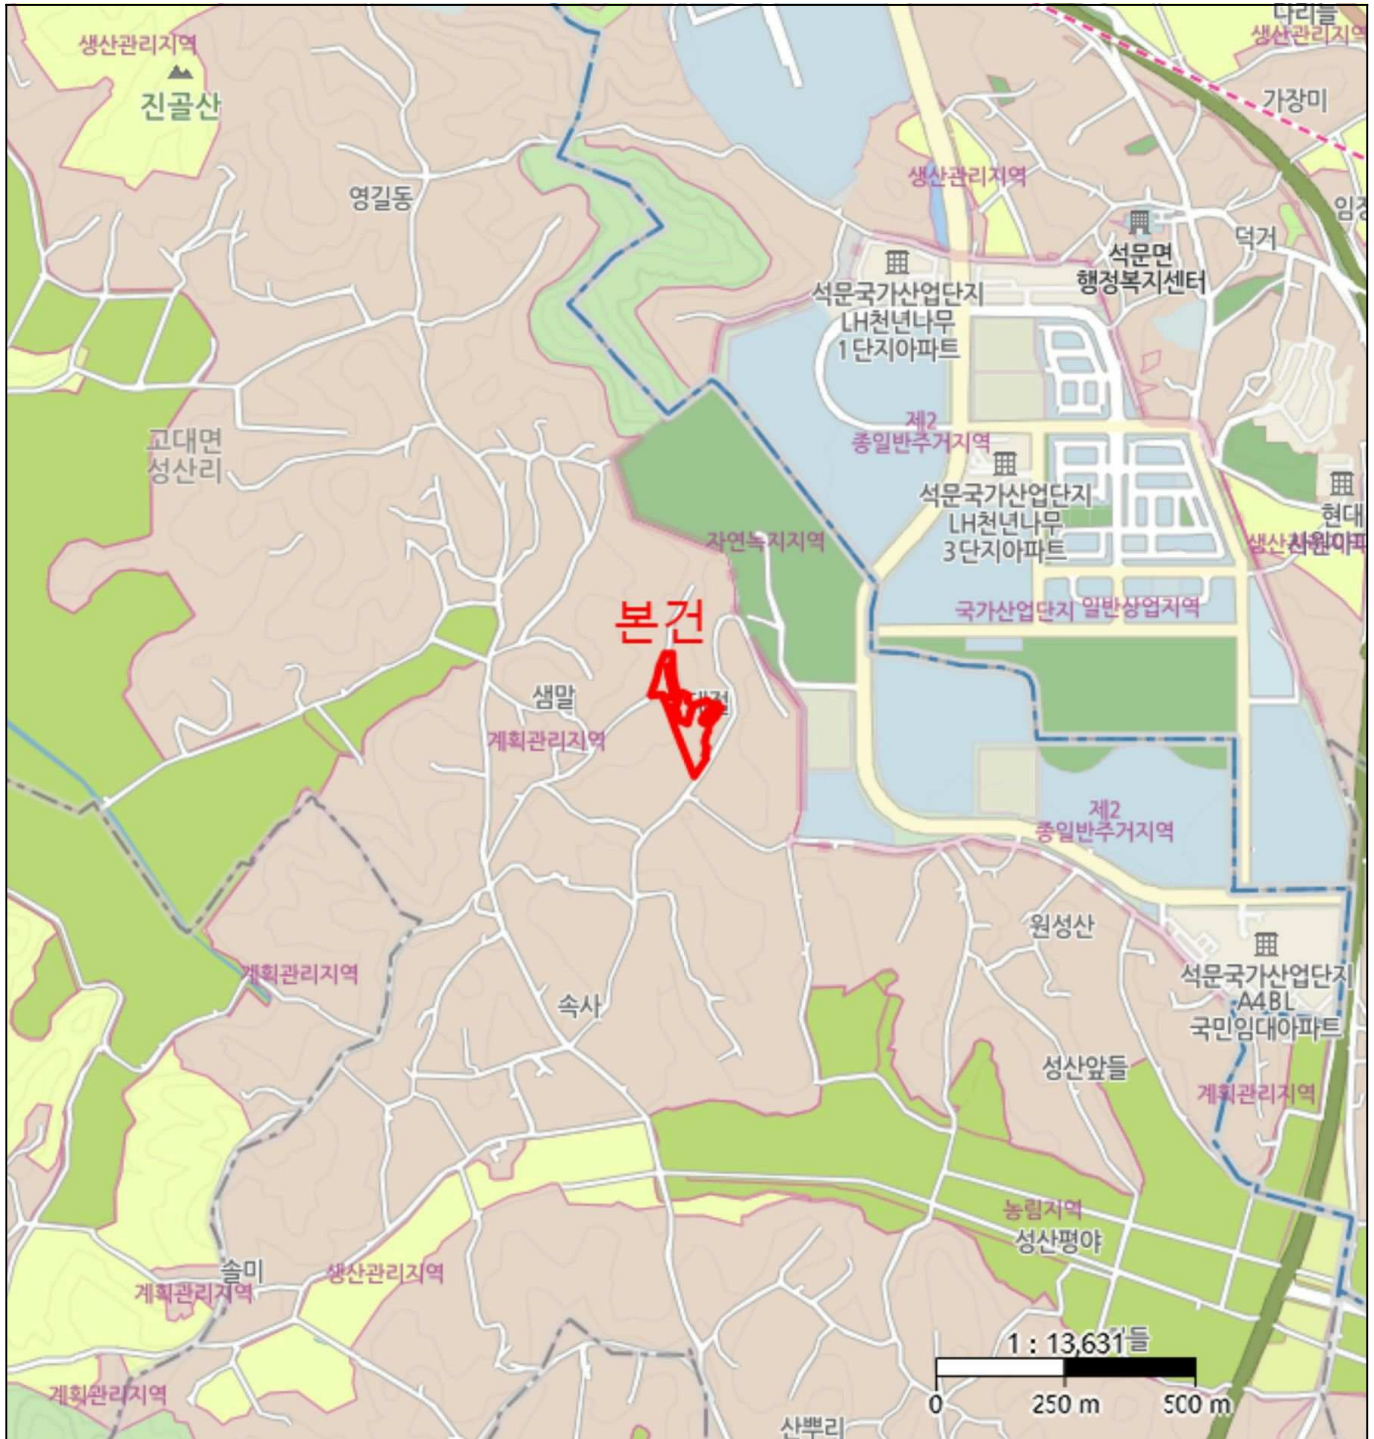 다리틀
생산관리지역
생산관리지역
진골산
가장미
생산관리지역
영길동
덕거
석문면
행정복지센터
석문국가산업단지
LH천년나무
1단지아파트
제2
종일반주거지역
고대면
성산리
석문국가산업단지
LH천년나무
3단지아파트
현대
자연녹지지역
국가산업단지 일반상업지역
본건
샘말
계획관리지역
제2
종일반주거지역
원성산
계획관리지역
석문국가산업단지
A4BL
국민임대아파트
속사
성산앞들
계획관리지역
농림지역
성산평야
솔미
생산관리지역
계획관리지역
1 : 13,631
계획관리지역
0 250 m 500 m
산뿌리